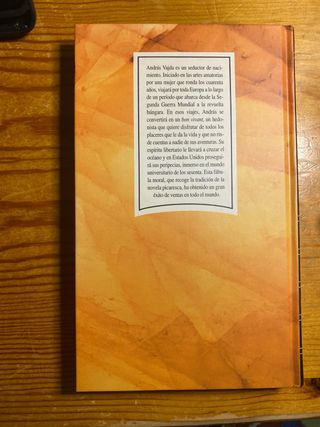 András Vajda es un seductor de naci-
miento. Iniciado en las artes amatorias
por una mujer que ronda los cuarenta
años, viajará por toda Europa a lo largo
de un período que abarca desde la Se-
gunda Guerra Mundial a la revuelta
húngara. En esos viajes, András se
convertirá en un bon vivant, un hedo-
nista que quiere disfrutar de todos los
placeres que le da la vida y que no rin-
de cuentas a nadie de sus aventuras. Su
espíritu libertario le llevará a cruzar el
océano y en Estados Unidos prosegui-
rá sus peripecias, inmerso en el mundo
universitario de los sesenta. Esta fábu-
la moral, que recoge la tradición de la
novela picaresca, ha obtenido un gran
éxito de ventas en todo el mundo.